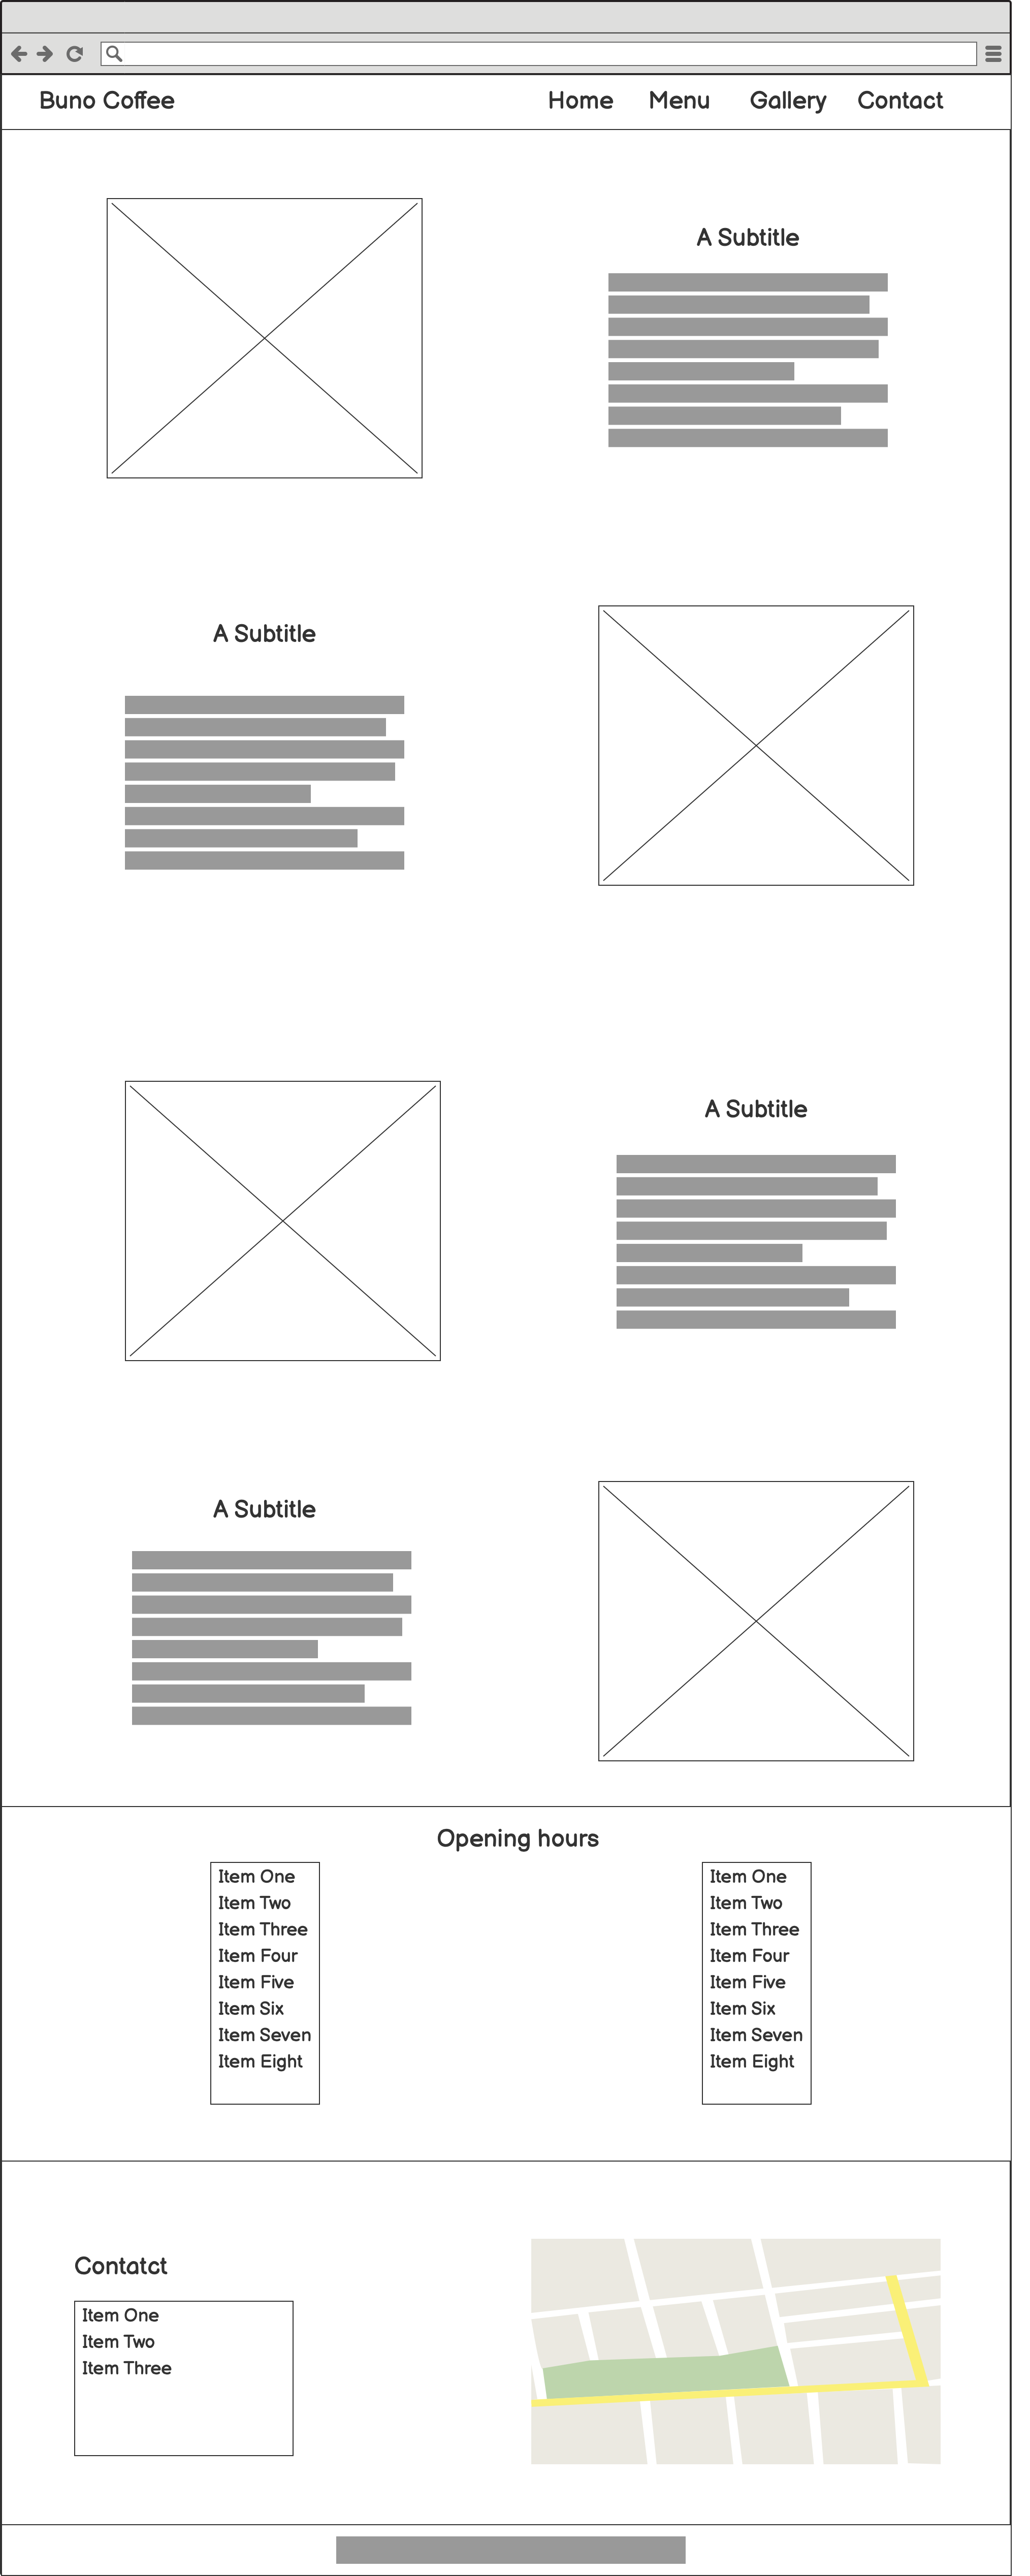 Buno Coffee Home Menu Gallery Contact
A Subtitle
A Subtitle
A Subtitle
A Subtitle
Opening hours
Item One
Item Two
Item Three
Item Four
Item Five
Item Six
Item Seven
Item Eight
Item One
Item Two
Item Three
Item Four
Item Five
Item Six
Item Seven
Item Eight
Contatct
Item One
Item Two
Item Three